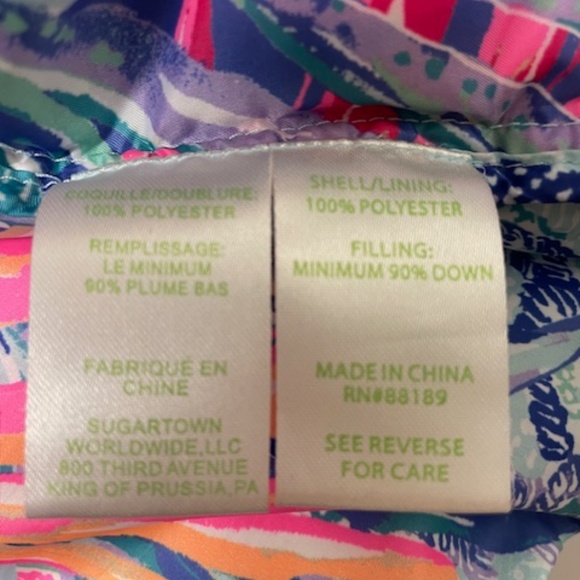 COQUILLE/DOUBLURE:
100% POLYESTER
REMPLISSAGE:
LE MINIMUM
90% PLUME BAS
FABRIQUÉ EN
CHINE
SUGARTOWN
WORLDWIDE, LLC
800 THIRD AVENUE
KING OF PRUSSIA, PA
SHELL/LINING:
100% POLYESTER
FILLING:
MINIMUM 90% DOWN
MADE IN CHINA
RN#88189
SEE REVERSE
FOR CARE